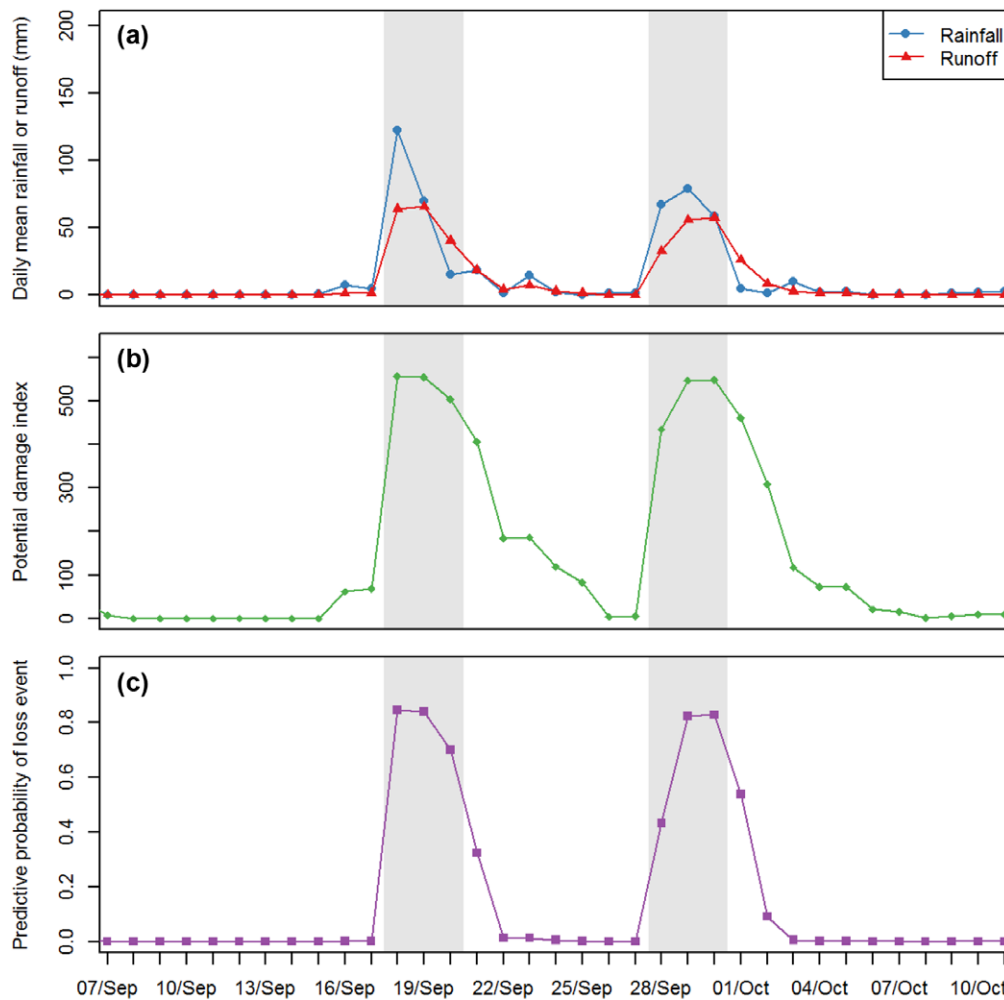 (a)
Rainfall
Runoff
Daily mean rainfall or runoff (mm)
200
150
100
50
0
(b)
Potential damage index
500
300
100
0
(c)
Predictive probability of loss event
1.0
0.8
0.6
0.4
0.2
0.0
07/Sep 10/Sep 13/Sep 16/Sep 19/Sep 22/Sep 25/Sep 28/Sep 01/Oct 04/Oct 07/Oct 10/Oct